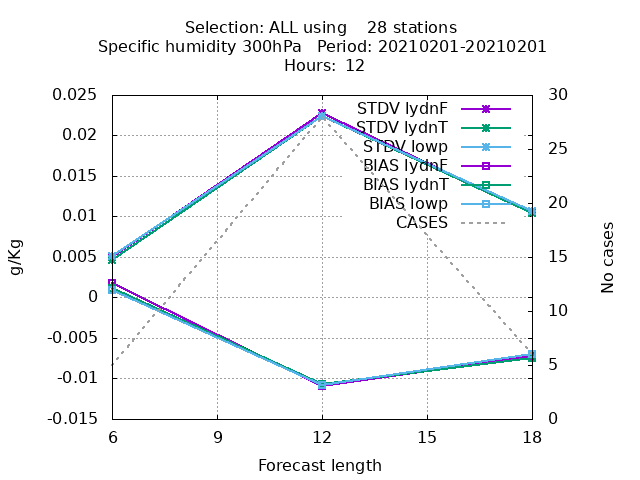 Selection: ALL using    28 stations
Specific humidity 300hPa   Period: 20210201-20210201
Hours: 12
0.025
0.02
0.015
0.01
0.005
0
-0.005
-0.01
-0.015
g/Kg
STDV lydnF
STDV lydnT
STDV lowp
BIAS lydnF
BIAS lydnT
BIAS lowp
CASES
30
25
20
15
10
5
0
No cases
6
9
12
15
18
Forecast length